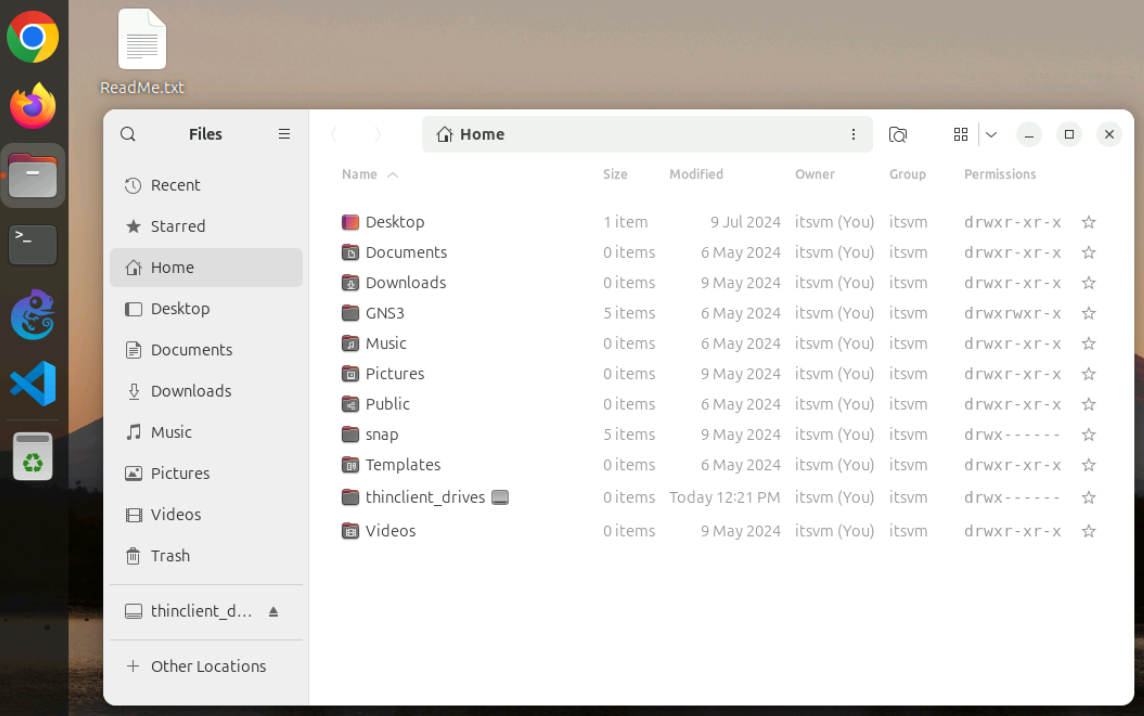 ReadMe.txt
Files
Home
Recent
Starred
Home
Desktop
Documents
Downloads
Music
Pictures
Videos
Trash
thinclient_d...
Other Locations
Name Size Modified Owner Group Permissions
Desktop 1 item 9 Jul 2024 itsvm (You) itsvm drwxr-xr-x
Documents 0 items 6 May 2024 itsvm (You) itsvm drwxr-xr-x
Downloads 0 items 9 May 2024 itsvm (You) itsvm drwxr-xr-x
GNS3 5 items 6 May 2024 itsvm (You) itsvm drwxrwxr-x
Music 0 items 6 May 2024 itsvm (You) itsvm drwxr-xr-x
Pictures 0 items 9 May 2024 itsvm (You) itsvm drwxr-xr-x
Public 0 items 6 May 2024 itsvm (You) itsvm drwxr-xr-x
snap 5 items 9 May 2024 itsvm (You) itsvm drwx------
Templates 0 items 6 May 2024 itsvm (You) itsvm drwxr-xr-x
thinclient_drives 0 items Today 12:21 PM itsvm (You) itsvm drwx------
Videos 0 items 9 May 2024 itsvm (You) itsvm drwxr-xr-x